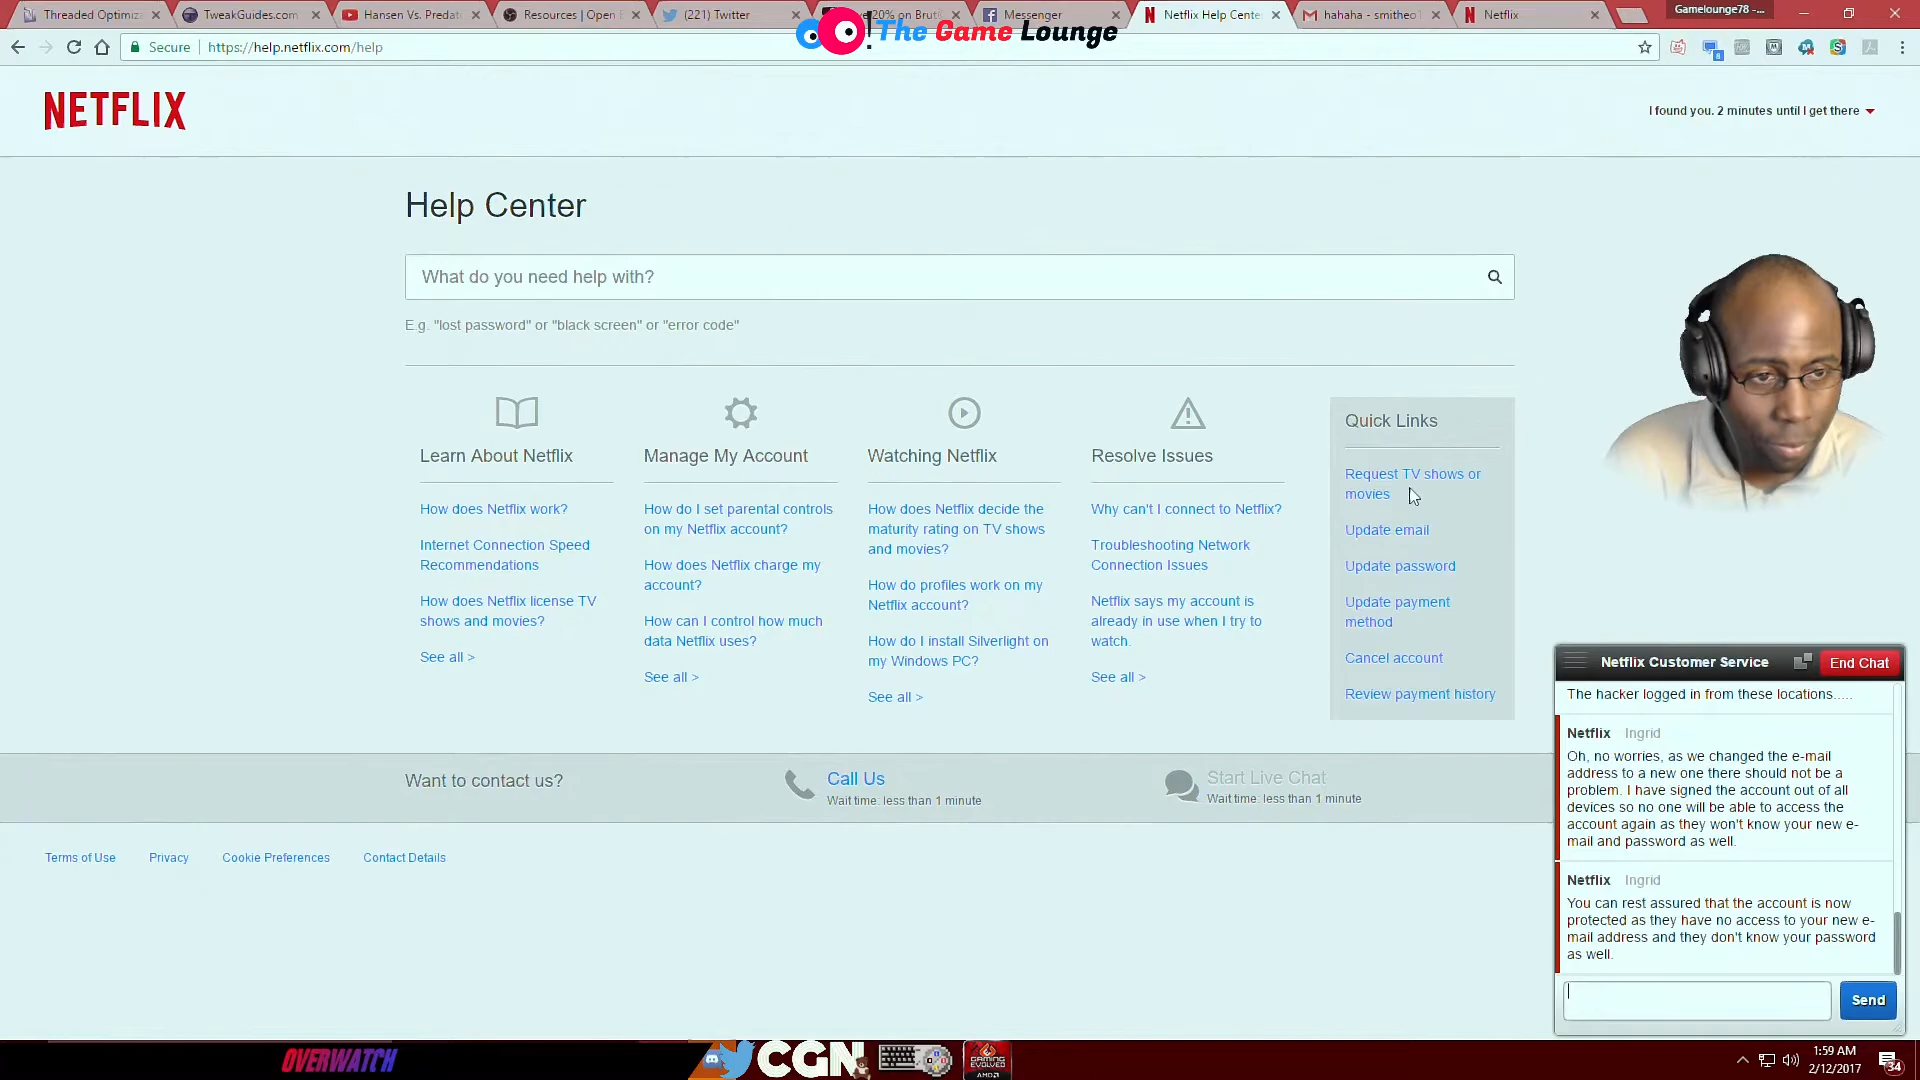 Threaded Optimiz
TweakGuides.com
Hansen Vs. Predato
Resources | Open B
(221) Twitter
20% on Brut
Messenger
Netflix Help Cente
hahaha - smitheo1
Netflix
Gamelounge78 -...
The Game Lounge
Secure
https://help.netflix.com/help
8
NETFLIX
I found you. 2 minutes until I get there
Help Center
What do you need help with?
E.g. "lost password" or "black screen" or "error code"
Learn About Netflix
How does Netflix work?
Internet Connection Speed
Recommendations
How does Netflix license TV
shows and movies?
See all >
Manage My Account
How do I set parental controls
on my Netflix account?
How does Netflix charge my
account?
How can I control how much
data Netflix uses?
See all >
Watching Netflix
How does Netflix decide the
maturity rating on TV shows
and movies?
How do profiles work on my
Netflix account?
How do I install Silverlight on
my Windows PC?
See all >
Resolve Issues
Why can't I connect to Netflix?
Troubleshooting Network
Connection Issues
Netflix says my account is
already in use when I try to
watch.
See all >
Quick Links
Request TV shows or
movies
Update email
Update password
Update payment
method
Cancel account
Review payment history
Want to contact us?
Call Us
Wait time: less than 1 minute
Start Live Chat
Wait time: less than 1 minute
Terms of Use
Privacy
Cookie Preferences
Contact Details
Netflix Customer Service
End Chat
The hacker logged in from these locations.....
Netflix Ingrid
Oh, no worries, as we changed the e-mail
address to a new one there should not be a
problem. I have signed the account out of all
devices so no one will be able to access the
account again as they won't know your new e-
mail and password as well.
Netflix Ingrid
You can rest assured that the account is now
protected as they have no access to your new e-
mail address and they don't know your password
as well.
Send
OVERWATCH
CGN
GAMING
EVOLVED
AMD
1:59 AM
2/12/2017
34